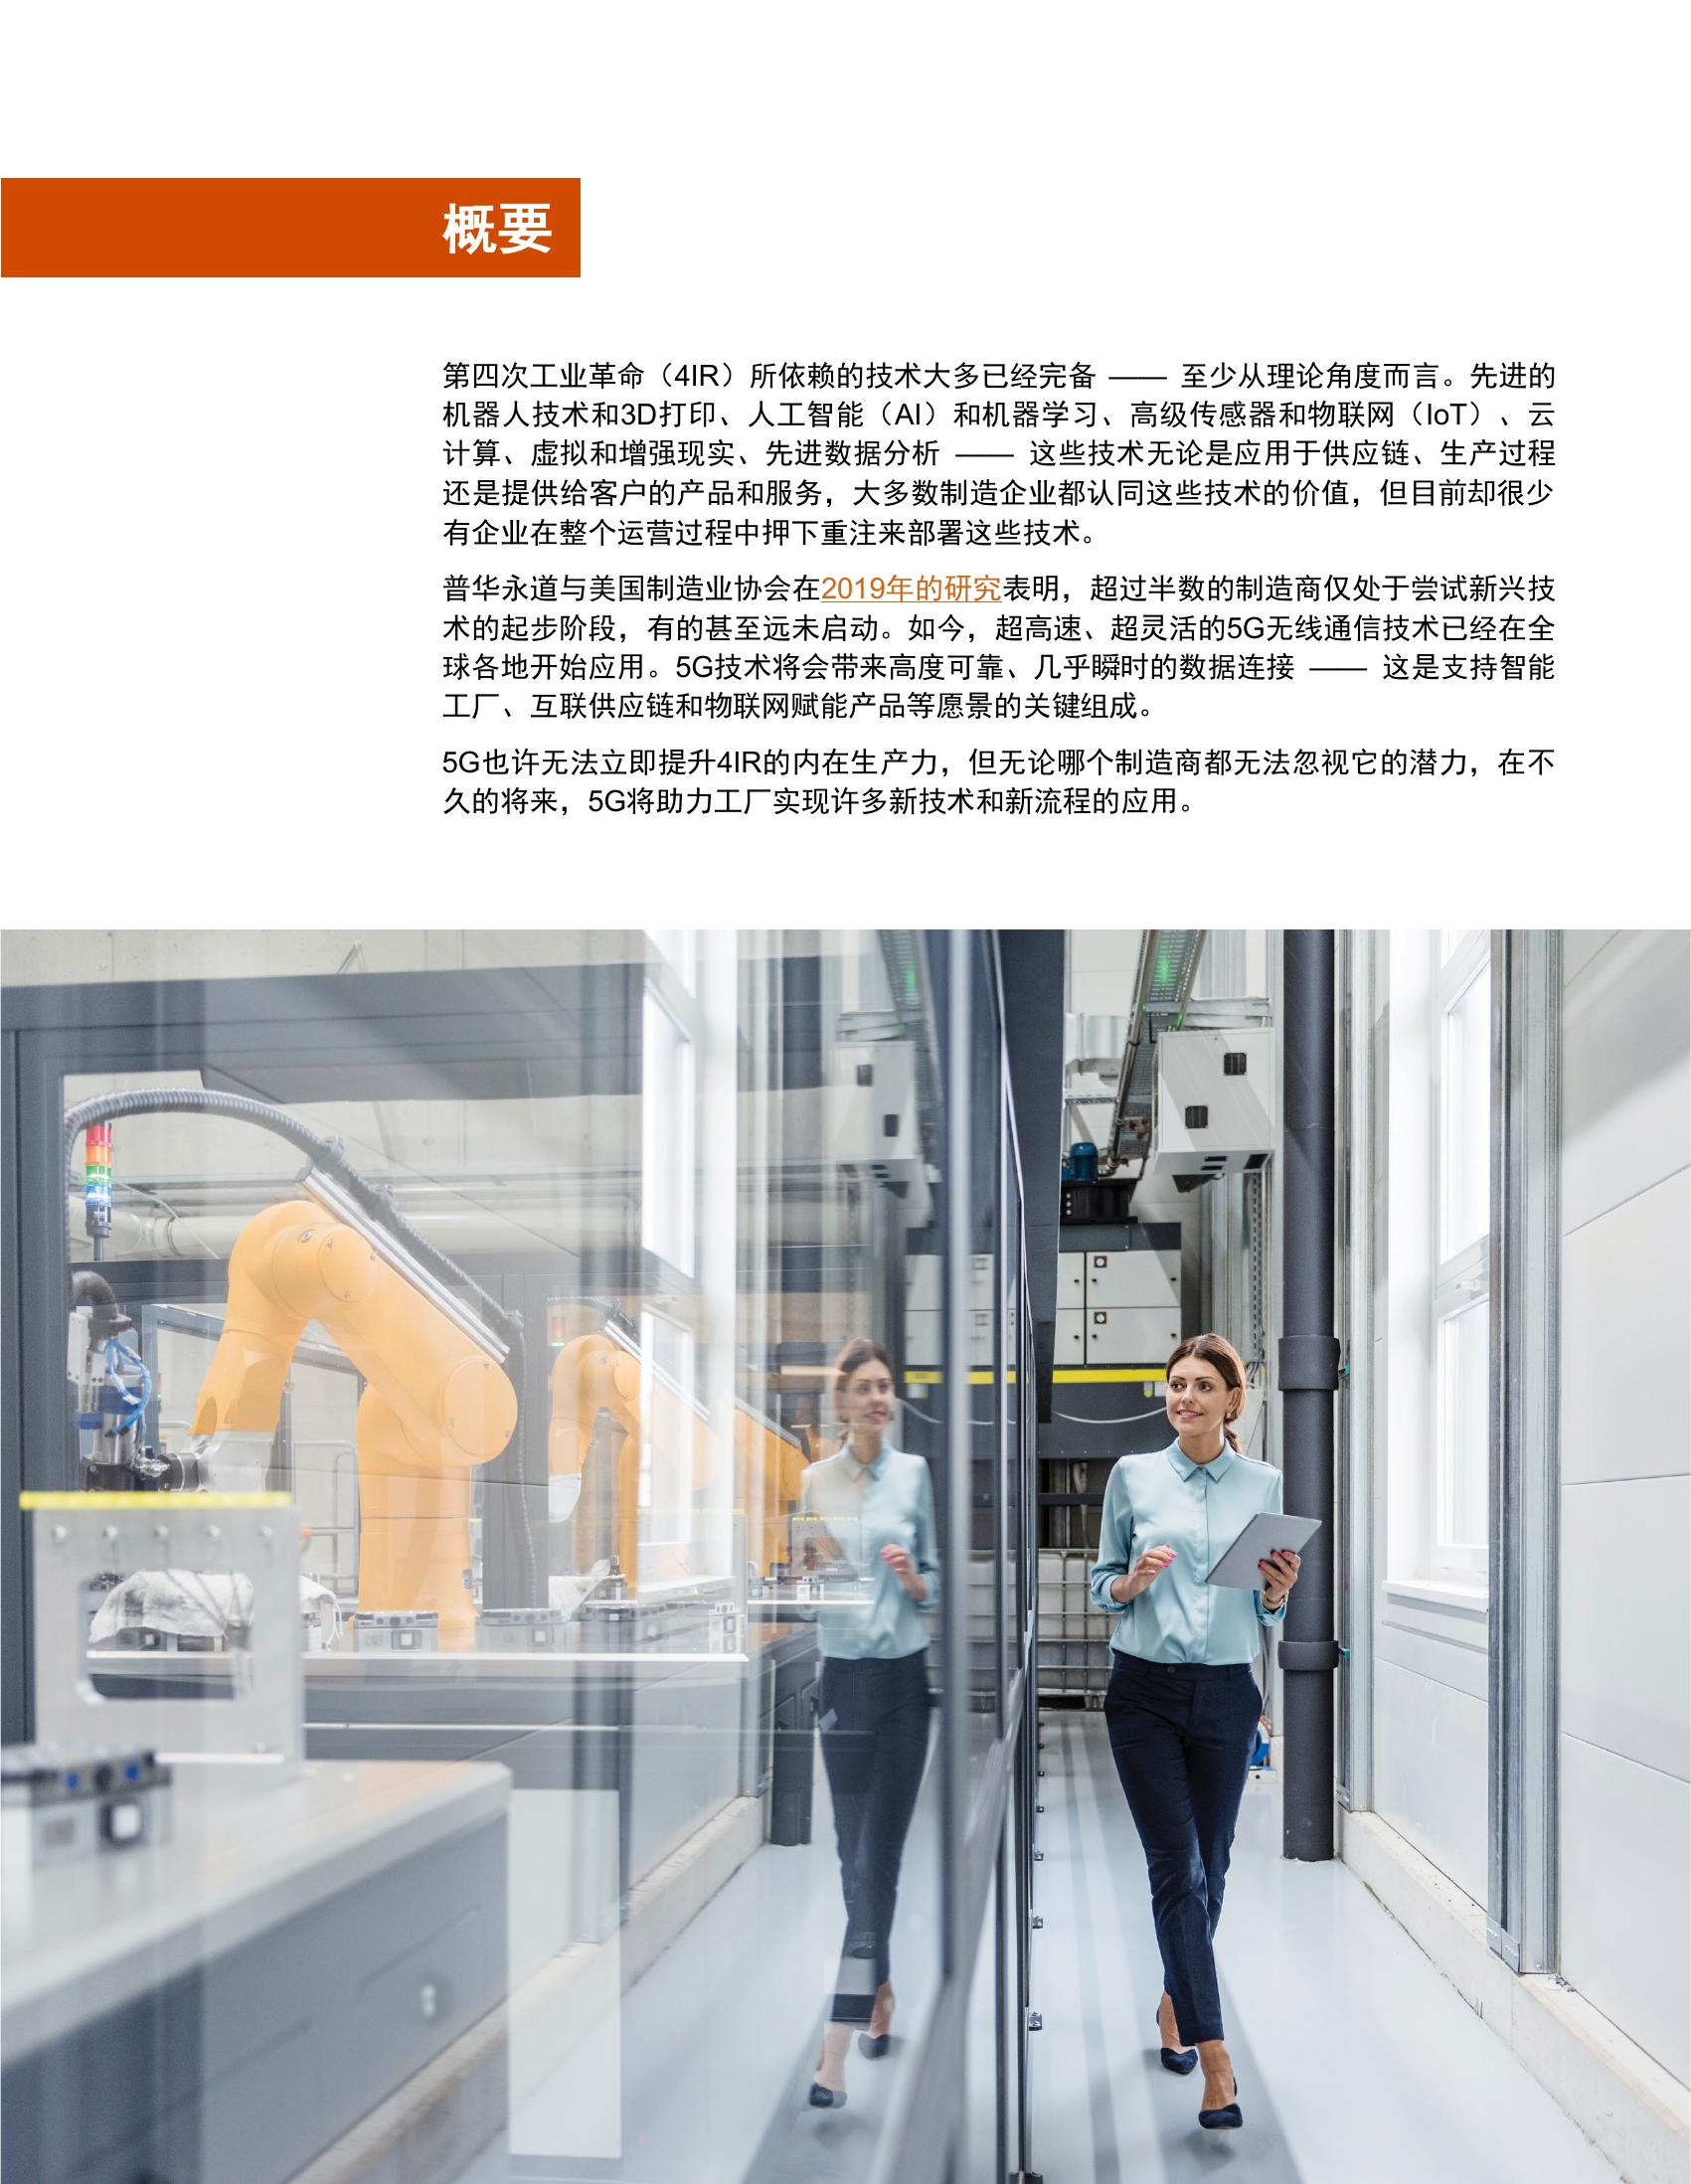 概要
第四次工业革命（4IR）所依赖的技术大多已经完备 —— 至少从理论角度而言。先进的
机器人技术和3D打印、人工智能（AI）和机器学习、高级传感器和物联网（IoT）、云
计算、虚拟和增强现实、先进数据分析 —— 这些技术无论是应用于供应链、生产过程
还是提供给客户的产品和服务，大多数制造企业都认同这些技术的价值，但目前却很少
有企业在整个运营过程中押下重注来部署这些技术。
普华永道与美国制造业协会在2019年的研究表明，超过半数的制造商仅处于尝试新兴技
术的起步阶段，有的甚至远未启动。如今，超高速、超灵活的5G无线通信技术已经在全
球各地开始应用。5G技术将会带来高度可靠、几乎瞬时的数据连接 —— 这是支持智能
工厂、互联供应链和物联网赋能产品等愿景的关键组成。
5G也许无法立即提升4IR的内在生产力，但无论哪个制造商都无法忽视它的潜力，在不
久的将来，5G将助力工厂实现许多新技术和新流程的应用。